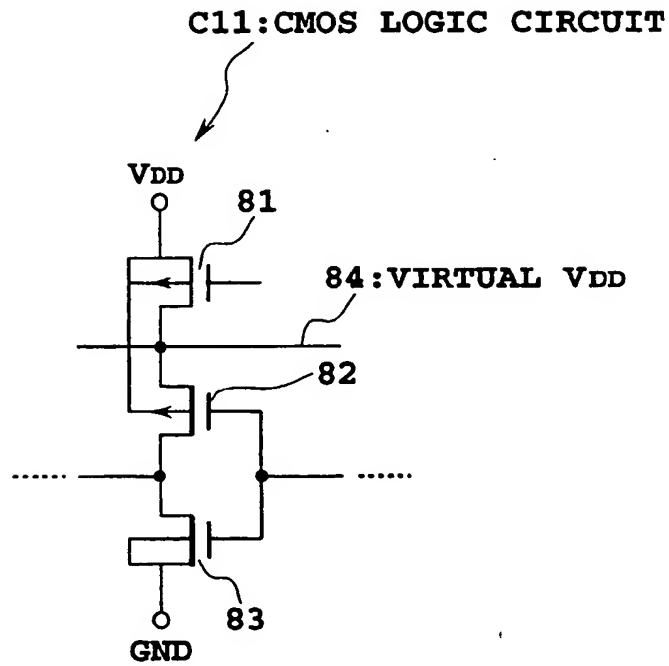 C11:CMOS LOGIC CIRCUIT
VDD
81
84:VIRTUAL VDD
82
83
GND